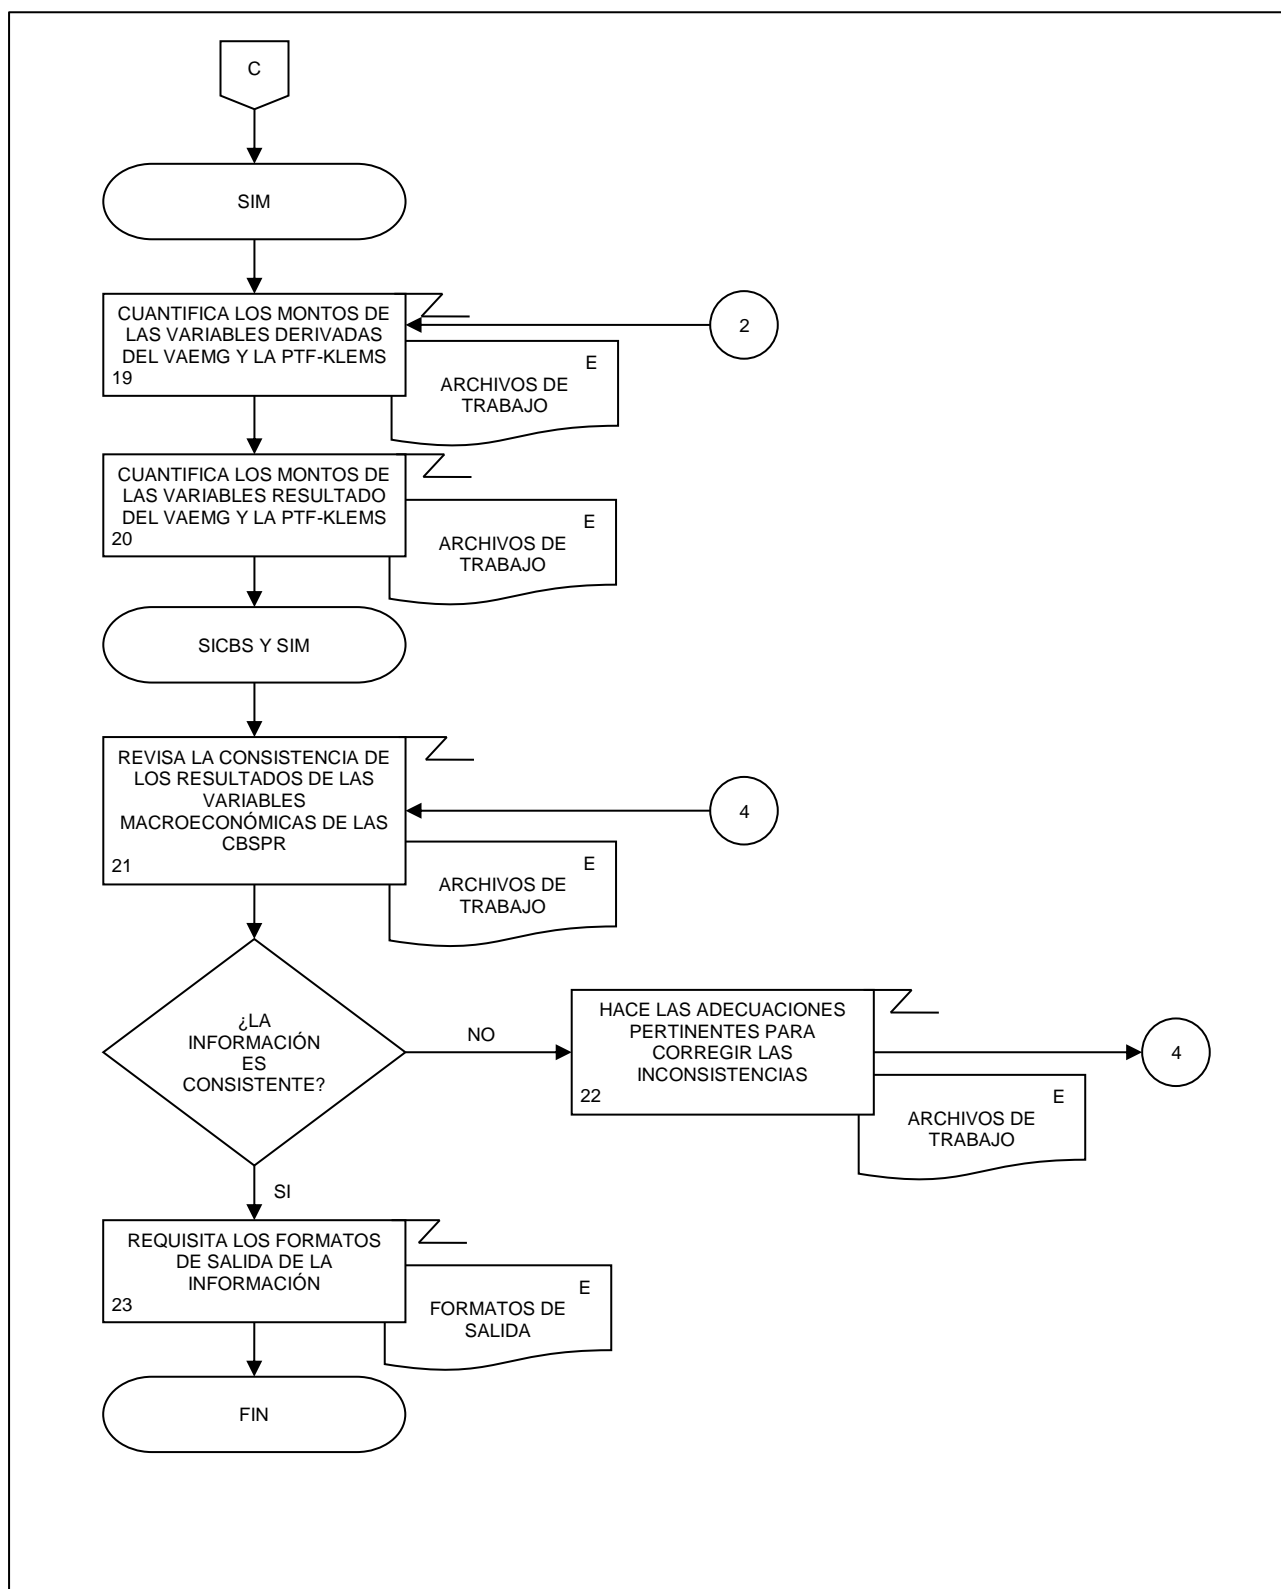 C
SIM
CUANTIFICA LOS MONTOS DE
LAS VARIABLES DERIVADAS
DEL VAEMG Y LA PTF-KLEMS
19
2
E
ARCHIVOS DE
TRABAJO
CUANTIFICA LOS MONTOS DE
LAS VARIABLES RESULTADO
DEL VAEMG Y LA PTF-KLEMS
20
E
ARCHIVOS DE
TRABAJO
SICBS Y SIM
REVISA LA CONSISTENCIA DE
LOS RESULTADOS DE LAS
VARIABLES
MACROECONÓMICAS DE LAS
CBSPR
21
4
E
ARCHIVOS DE
TRABAJO
¿LA
INFORMACIÓN
ES
CONSISTENTE?
NO
HACE LAS ADECUACIONES
PERTINENTES PARA
CORREGIR LAS
INCONSISTENCIAS
22
4
E
ARCHIVOS DE
TRABAJO
SI
REQUISITA LOS FORMATOS
DE SALIDA DE LA
INFORMACIÓN
23
E
FORMATOS DE
SALIDA
FIN